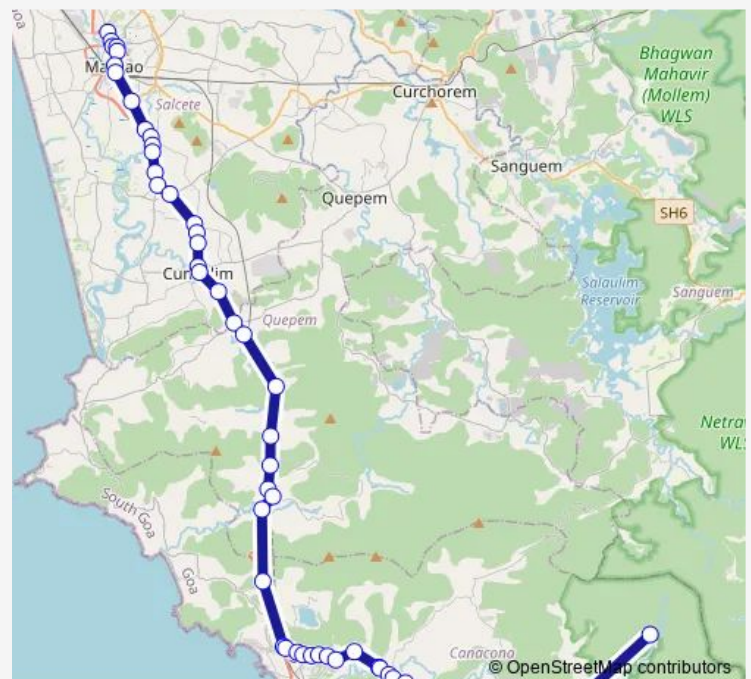 Goa
Bhagwan
Mahavir
(Mollem)
WLS
Curchorem
Salcete
Sanguem
Quepem
SH6
Salaulim
Reservoir
Sanguem
Quepem
South Goa
Goa
Canacona
© OpenStreetMap contributors